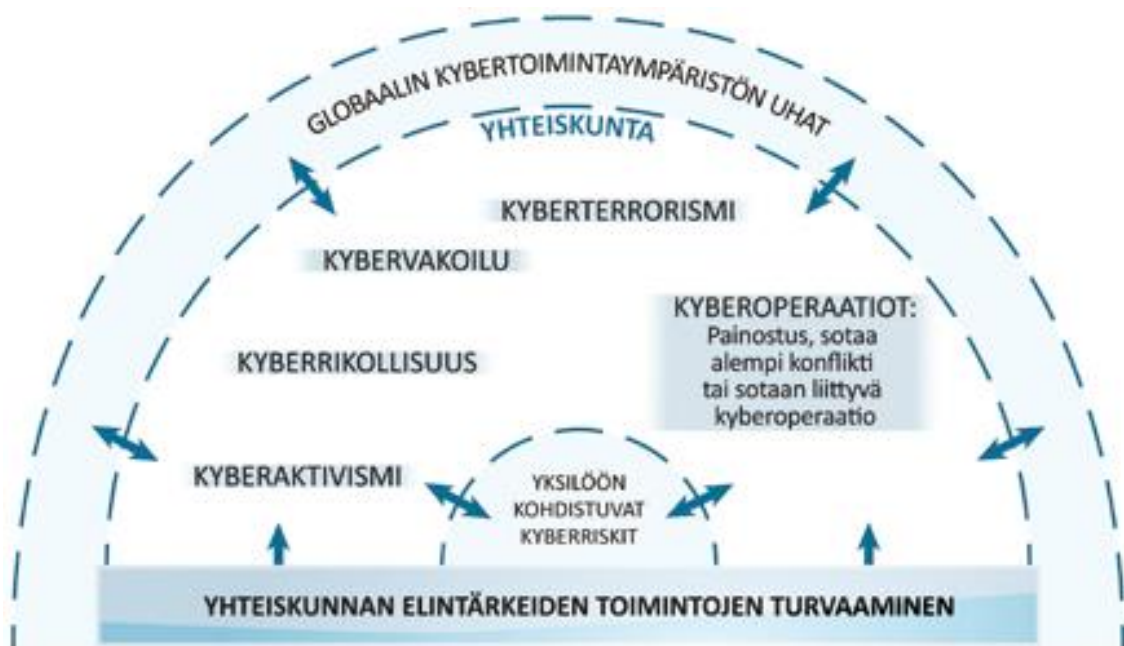 GLOBAALIN KYBERTOIMINTAYMPÄRISTÖN UHAT
YHTEISKUNTA
KYBERTERRORISMI
KYBERVAKOILU
KYBEROPERAATIOT:
Painostus, sotaa
alempi konflikti
tai sotaan liittyvä
kyberoperaatio
KYBERRIKOLLISUUS
KYBERAKTIVISMI
YKSILÖÖN
KOHDISTUVAT
KYBERRISKIT
YHTEISKUNNAN ELINTÄRKEIDEN TOIMINTOJEN TURVAAMINEN